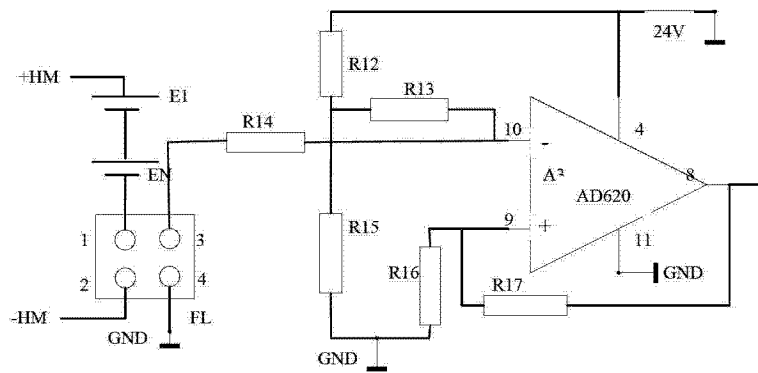 24V
+HM
R12
E1
R13
R14
10
4
-
EN
A3
8
AD620
1
3
R15
9
+
11
R16
GND
2
4
R17
-HM
GND
FL
GND